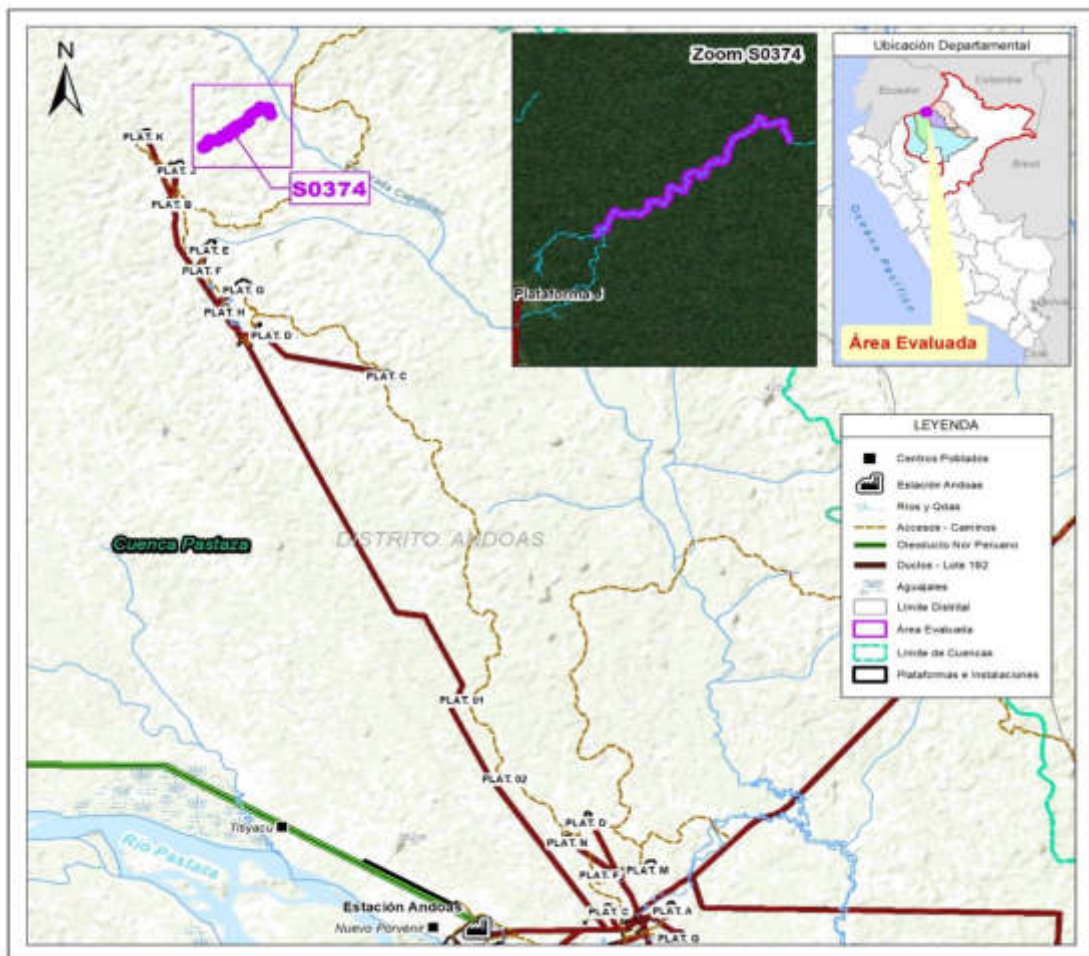 N
Zoom S0374
Plataforma J
Ubicación Departamental
Ecuador
Colombia
Brasil
Océano Pacífico
Área Evaluada
PLAT. K
PLAT. J
S0374
PLAT. B
PLAT. E
PLAT. F
PLAT. G
PLAT. H
PLAT. D
PLAT. C
LEYENDA
Centros Poblados
Estación Andoas
Ríos y Qdas
Accesos - Caminos
Oleoducto Nor Peruano
Ductos - Lote 192
Aguajales
Límite Distrital
Área Evaluada
Límite de Cuencas
Plataformas e Instalaciones
Cuenca Pastaza
DISTRITO. ANDOAS
PLAT. 01
PLAT. 02
PLAT. D
PLAT. N
PLAT. M
Titiyacu
Río Pastaza
Estación Andoas
Nuevo Porvenir
PLAT. C
PLAT. A
PLAT. G